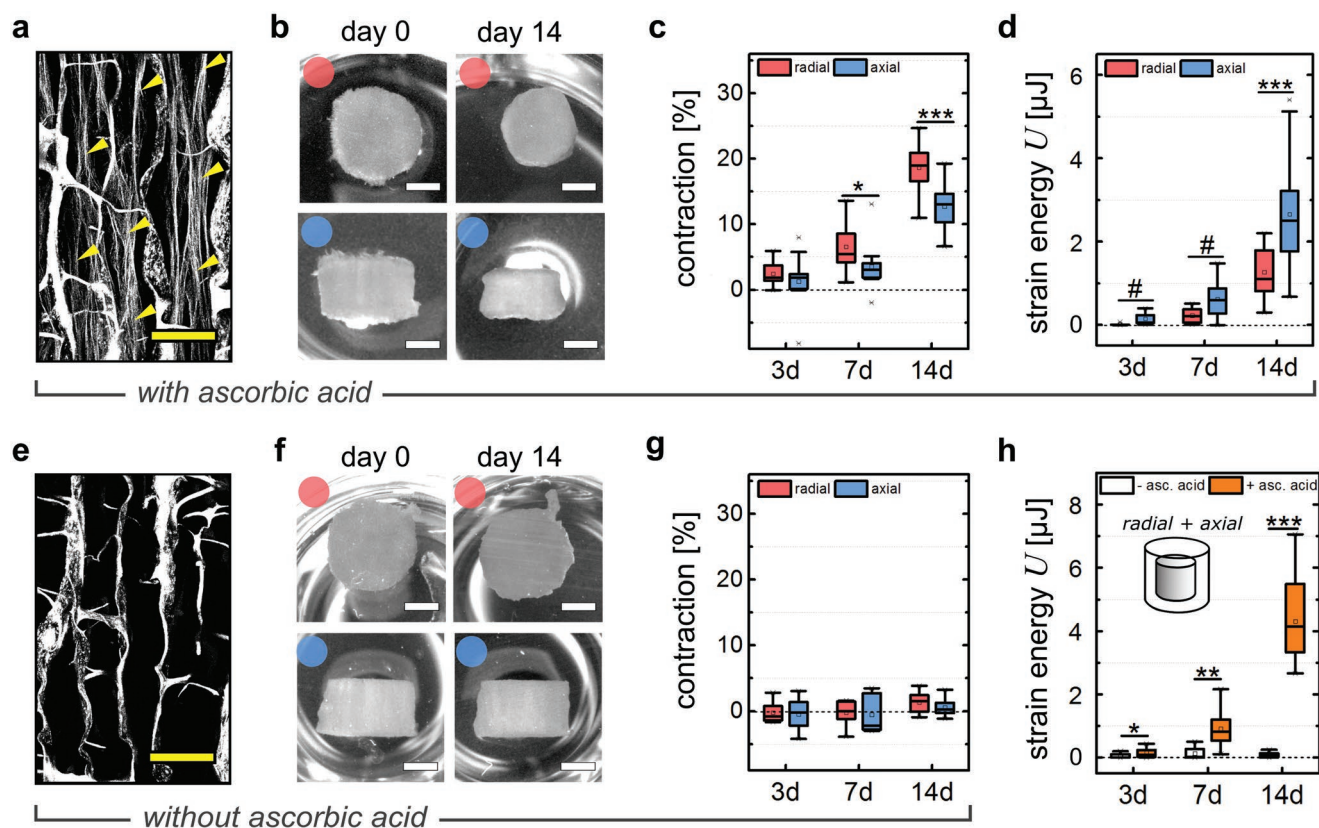 a
b
day 0
day 14
c
radial
axial
contraction [%]
30
20
10
0
*
***
3d
7d
14d
d
radial
axial
strain energy U [µJ]
6
4
2
0
#
#
***
3d
7d
14d
with ascorbic acid
e
f
day 0
day 14
g
radial
axial
contraction [%]
30
20
10
0
3d
7d
14d
h
- asc. acid
+ asc. acid
radial + axial
strain energy U [µJ]
8
6
4
2
0
*
**
***
3d
7d
14d
without ascorbic acid